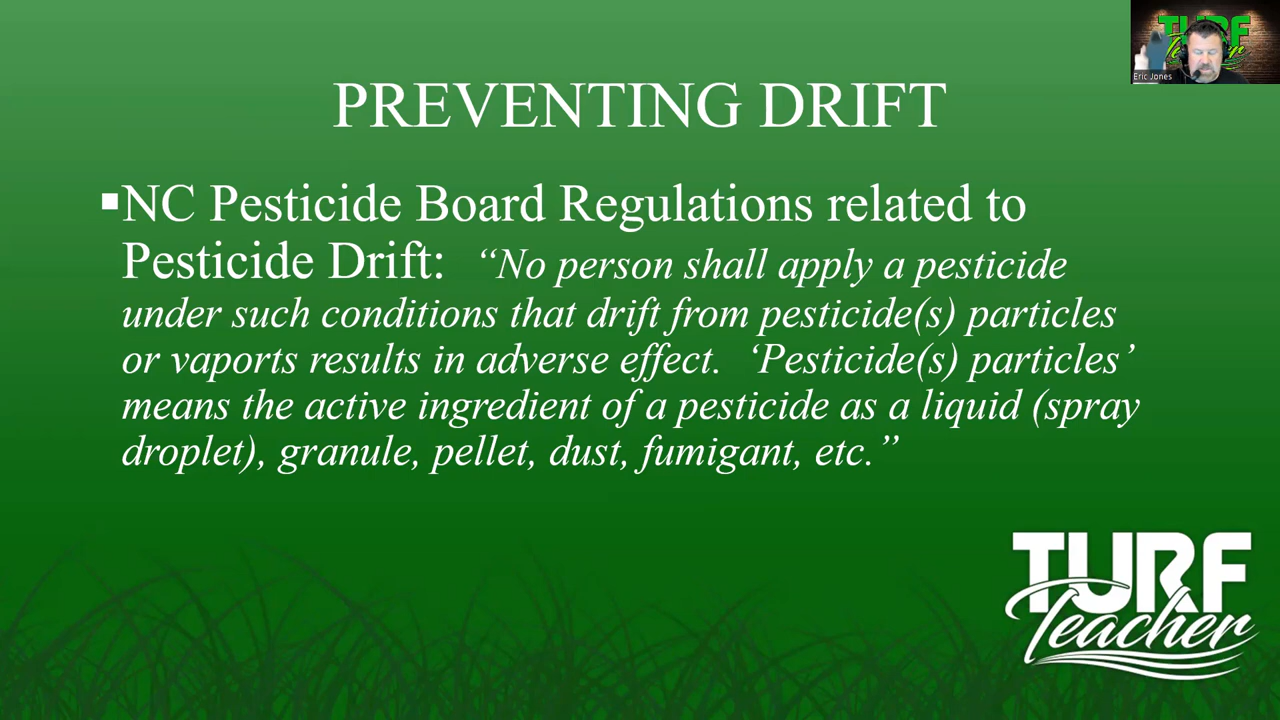 PREVENTING DRIFT
▪NC Pesticide Board Regulations related to
Pesticide Drift: “No person shall apply a pesticide
under such conditions that drift from pesticide(s) particles
or vaports results in adverse effect. ‘Pesticide(s) particles’
means the active ingredient of a pesticide as a liquid (spray
droplet), granule, pellet, dust, fumigant, etc.”
TURF
Teacher
TURF
Eric Jones